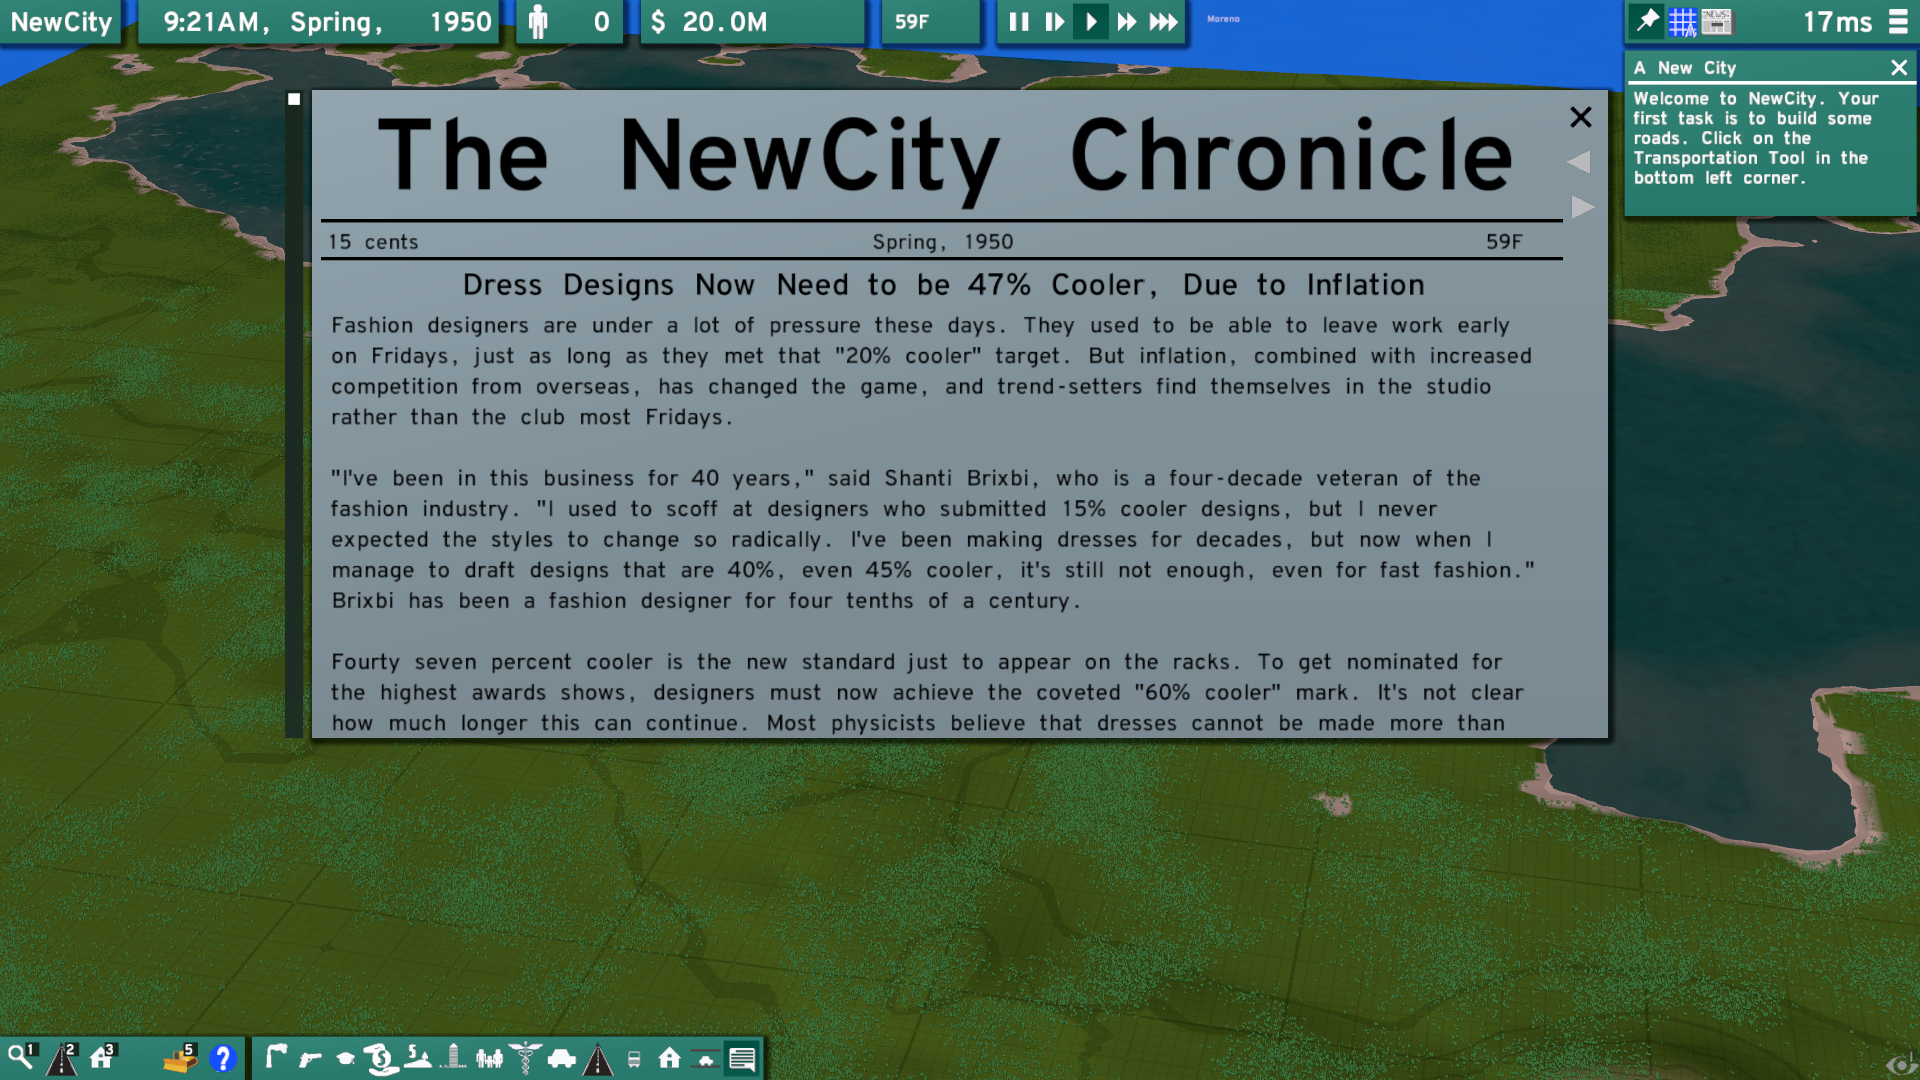 NewCity
9:21AM, Spring, 1950
0
$ 20.0M
59F
Moreno
17ms
A New City
Welcome to NewCity. Your
first task is to build some
roads. Click on the
Transportation Tool in the
bottom left corner.
The NewCity Chronicle
15 cents Spring, 1950 59F
Dress Designs Now Need to be 47% Cooler, Due to Inflation
Fashion designers are under a lot of pressure these days. They used to be able to leave work early
on Fridays, just as long as they met that "20% cooler" target. But inflation, combined with increased
competition from overseas, has changed the game, and trend-setters find themselves in the studio
rather than the club most Fridays.
"I've been in this business for 40 years," said Shanti Brixbi, who is a four-decade veteran of the
fashion industry. "I used to scoff at designers who submitted 15% cooler designs, but I never
expected the styles to change so radically. I've been making dresses for decades, but now when I
manage to draft designs that are 40%, even 45% cooler, it's still not enough, even for fast fashion."
Brixbi has been a fashion designer for four tenths of a century.
Fourty seven percent cooler is the new standard just to appear on the racks. To get nominated for
the highest awards shows, designers must now achieve the coveted "60% cooler" mark. It's not clear
how much longer this can continue. Most physicists believe that dresses cannot be made more than
1 2 3 5 ?